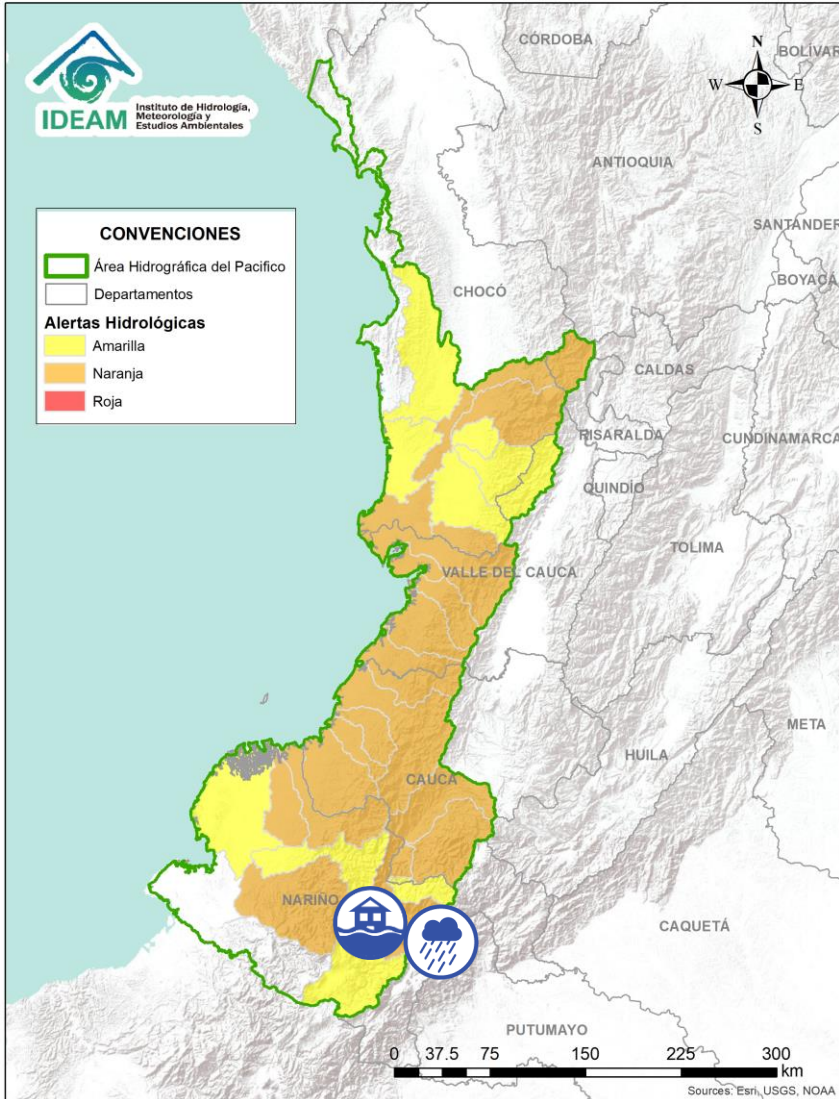 IDEAM
Instituto de Hidrología,
Meteorología y
Estudios Ambientales
CÓRDOBA
BOLÍVAR
N
W
E
S
ANTIOQUIA
SANTANDER
BOYACÁ
CONVENCIONES
Área Hidrográfica del Pacifico
Departamentos
Alertas Hidrológicas
Amarilla
Naranja
Roja
CHOCÓ
CALDAS
RISARALDA
CUNDINAMARCA
QUINDÍO
TOLIMA
VALLE DEL CAUCA
META
HUILA
CAUCA
NARIÑO
CAQUETÁ
PUTUMAYO
0 37.5 75 150 225 300
km
Sources: Esri, USGS, NOAA